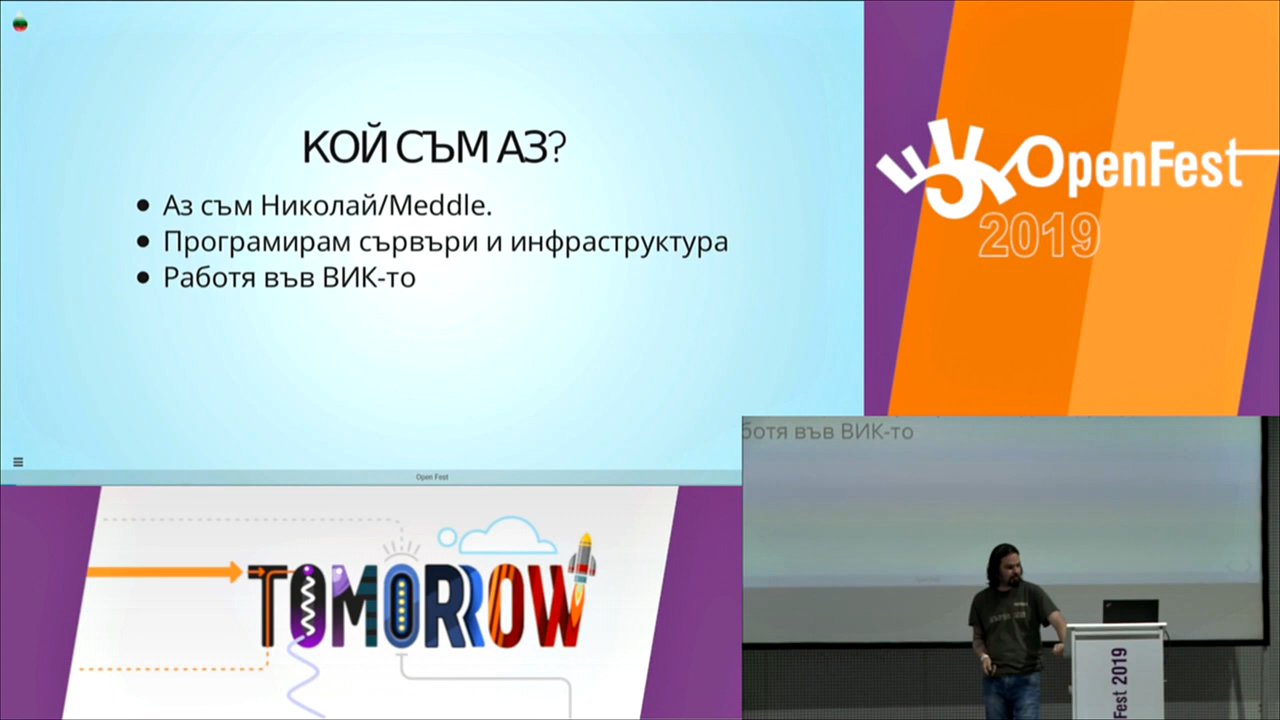 КОЙ СЪМ АЗ?
Аз съм Николай/Meddle.
Програмирам сървъри и инфраструктура
Работя във ВИК-то
Open Fest
OpenFest
2019
TOMORROW
ботя във ВИК-то
Fest 2019